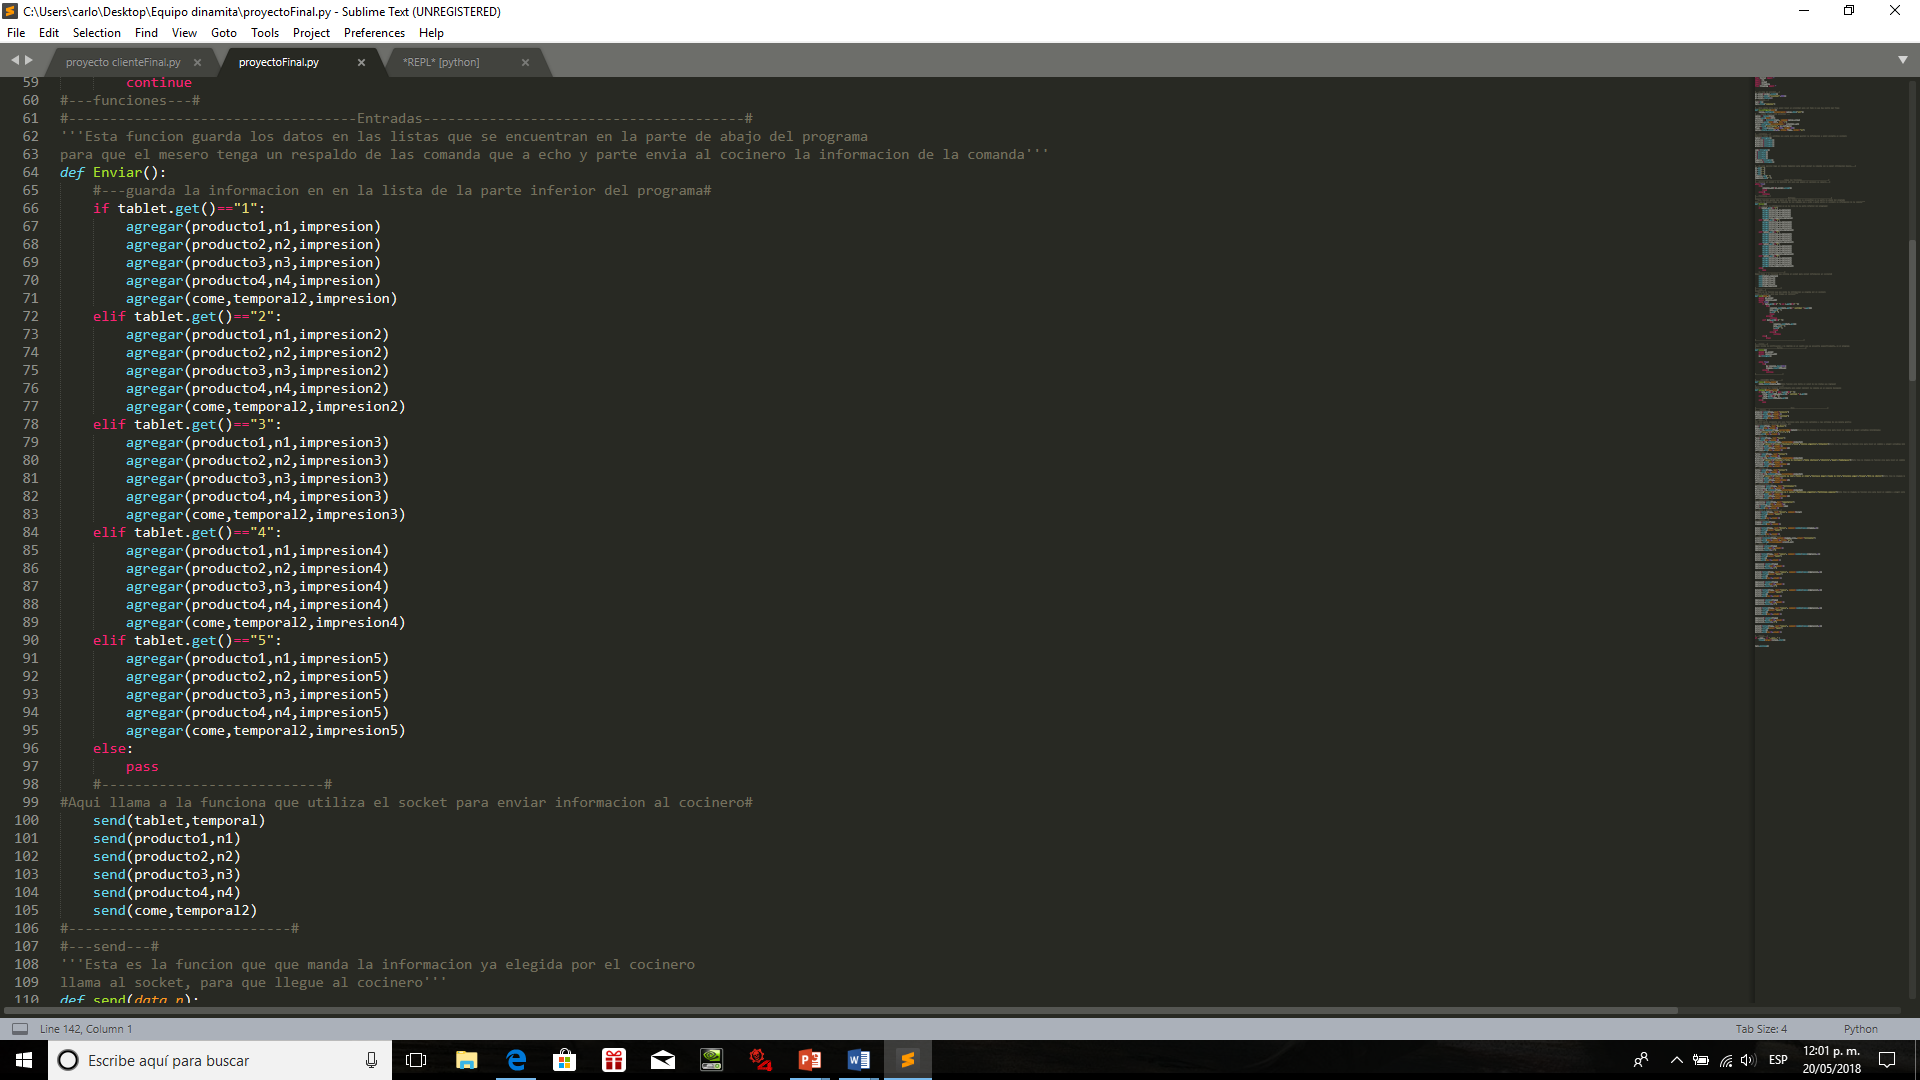 C:\Users\carlo\Desktop\Equipo dinamita\proyectoFinal.py - Sublime Text (UNREGISTERED)
File Edit Selection Find View Goto Tools Project Preferences Help
proyecto clienteFinal.py proyectoFinal.py *REPL* [python]
59 continue
60 #---funciones---#
61 #-----------------------------------Entradas---------------------------------------#
62 '''Esta funcion guarda los datos en las listas que se encuentran en la parte de abajo del programa
63 para que el mesero tenga un respaldo de las comanda que a echo y parte envia al cocinero la informacion de la comanda'''
64 def Enviar():
65 #---guarda la informacion en en la lista de la parte inferior del programa#
66 if tablet.get()=="1":
67 agregar(producto1,n1,impresion)
68 agregar(producto2,n2,impresion)
69 agregar(producto3,n3,impresion)
70 agregar(producto4,n4,impresion)
71 agregar(come,temporal2,impresion)
72 elif tablet.get()=="2":
73 agregar(producto1,n1,impresion2)
74 agregar(producto2,n2,impresion2)
75 agregar(producto3,n3,impresion2)
76 agregar(producto4,n4,impresion2)
77 agregar(come,temporal2,impresion2)
78 elif tablet.get()=="3":
79 agregar(producto1,n1,impresion3)
80 agregar(producto2,n2,impresion3)
81 agregar(producto3,n3,impresion3)
82 agregar(producto4,n4,impresion3)
83 agregar(come,temporal2,impresion3)
84 elif tablet.get()=="4":
85 agregar(producto1,n1,impresion4)
86 agregar(producto2,n2,impresion4)
87 agregar(producto3,n3,impresion4)
88 agregar(producto4,n4,impresion4)
89 agregar(come,temporal2,impresion4)
90 elif tablet.get()=="5":
91 agregar(producto1,n1,impresion5)
92 agregar(producto2,n2,impresion5)
93 agregar(producto3,n3,impresion5)
94 agregar(producto4,n4,impresion5)
95 agregar(come,temporal2,impresion5)
96 else:
97 pass
98 #---------------------------#
99 #Aqui llama a la funciona que utiliza el socket para enviar informacion al cocinero#
100 send(tablet,temporal)
101 send(producto1,n1)
102 send(producto2,n2)
103 send(producto3,n3)
104 send(producto4,n4)
105 send(come,temporal2)
106 #---------------------------#
107 #---send---#
108 '''Esta es la funcion que que manda la informacion ya elegida por el cocinero
109 llama al socket, para que llegue al cocinero'''
110 def send(data,n):
Line 142, Column 1 Tab Size: 4 Python
Escribe aquí para buscar
ESP
12:01 p. m.
20/05/2018